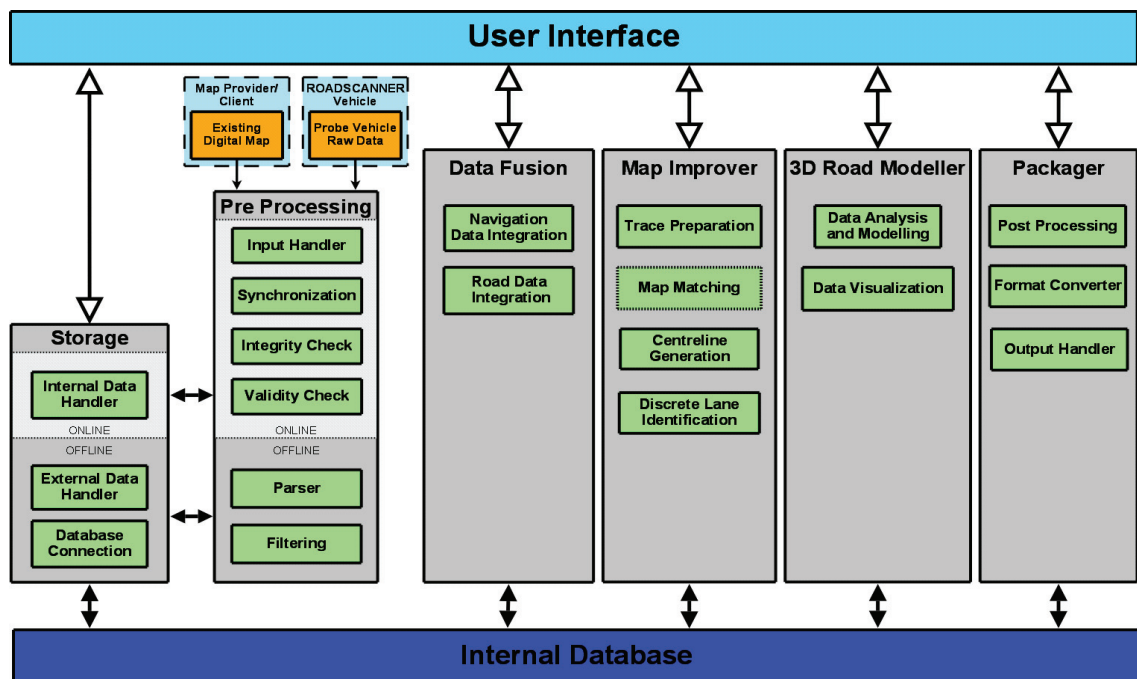 User Interface
Map Provider/
Client
Existing
Digital Map
ROADSCANNER
Vehicle
Probe Vehicle
Raw Data
Storage
Internal Data
Handler
ONLINE
OFFLINE
External Data
Handler
Database
Connection
Pre Processing
Input Handler
Synchronization
Integrity Check
Validity Check
ONLINE
OFFLINE
Parser
Filtering
Data Fusion
Navigation
Data Integration
Road Data
Integration
Map Improver
Trace Preparation
Map Matching
Centreline
Generation
Discrete Lane
Identification
3D Road Modeller
Data Analysis
and Modelling
Data Visualization
Packager
Post Processing
Format Converter
Output Handler
Internal Database